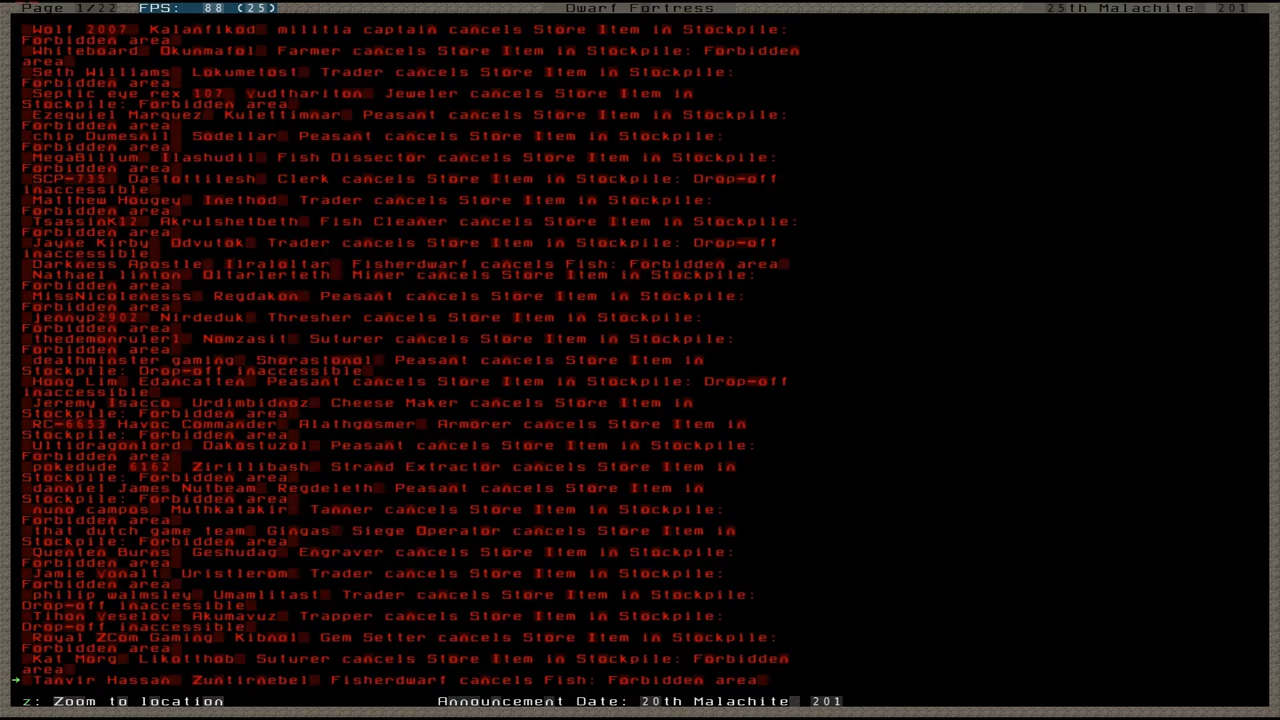 Page 1/22 FPS: 88 (25) Dwarf Fortress 25th Malachite 201
Wolf 2007 Kalanfikod militia captain cancels Store Item in Stockpile:
Forbidden area
Whiteboard Okunmafol Farmer cancels Store Item in Stockpile: Forbidden
area
Seth Williams Lokumetost Trader cancels Store Item in Stockpile:
Forbidden area
Septic eye rex 107 Vudthariton Jeweler cancels Store Item in
Stockpile: Forbidden area
Ezequiel Marquez Kulettimnar Peasant cancels Store Item in Stockpile:
Forbidden area
chip Dumesnil Sodellar Peasant cancels Store Item in Stockpile:
Forbidden area
MegaBillum Ilashudil Fish Dissector cancels Store Item in Stockpile:
Forbidden area
SCP-735 Dastottilesh Clerk cancels Store Item in Stockpile: Drop-off
inaccessible
Matthew Hougey Inethod Trader cancels Store Item in Stockpile:
Forbidden area
TsassinK12 Akrulshetbeth Fish Cleaner cancels Store Item in Stockpile:
Forbidden area
Jayne Kirby Odvutok Trader cancels Store Item in Stockpile: Drop-off
inaccessible
Darkness Apostle Ilraloltar Fisherdwarf cancels Fish: Forbidden area
Nathael linton Oltarlerteth Miner cancels Store Item in Stockpile:
Forbidden area
MissNicolenesss Regdakon Peasant cancels Store Item in Stockpile:
Forbidden area
jennyp2902 Nirdeduk Thresher cancels Store Item in Stockpile:
Forbidden area
thedemonruler1 Nomzasit Suturer cancels Store Item in Stockpile:
Forbidden area
deathminster gaming Shorastonol Peasant cancels Store Item in
Stockpile: Drop-off inaccessible
Hong Lim Edancatten Peasant cancels Store Item in Stockpile: Drop-off
inaccessible
Jeremy Isacco Urdimbidnoz Cheese Maker cancels Store Item in
Stockpile: Forbidden area
RC-6653 Havoc Commander Alathgosmer Armorer cancels Store Item in
Stockpile: Forbidden area
Ultidragonlord Dakostuzol Peasant cancels Store Item in Stockpile:
Forbidden area
pokedude 6162 Zirillibash Strand Extractor cancels Store Item in
Stockpile: Forbidden area
danniel James Nutbeam Regdeleth Peasant cancels Store Item in
Stockpile: Forbidden area
nuno campos Muthkatakir Tanner cancels Store Item in Stockpile:
Forbidden area
that dutch game team Gingas Siege Operator cancels Store Item in
Stockpile: Forbidden area
Quenten Burns Geshudag Engraver cancels Store Item in Stockpile:
Forbidden area
Jamie vonalt Uristlerom Trader cancels Store Item in Stockpile:
Forbidden area
philip walmsley Umamlitast Trader cancels Store Item in Stockpile:
Drop-off inaccessible
Tihon Veselov Akumavuz Trapper cancels Store Item in Stockpile:
Drop-off inaccessible
Royal ZCom Gaming Kibnol Gem Setter cancels Store Item in Stockpile:
Forbidden area
Kat Morg Likotthob Suturer cancels Store Item in Stockpile: Forbidden
area
Tanvir Hassan Zuntirnebel Fisherdwarf cancels Fish: Forbidden area
z: Zoom to location Announcement Date: 20th Malachite 201